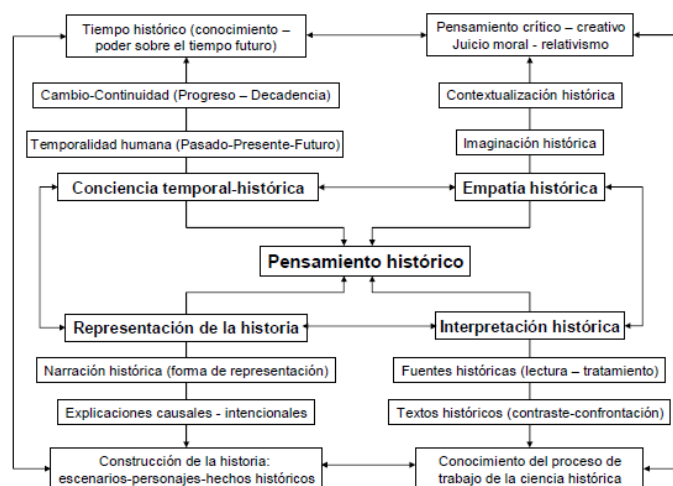 Tiempo histórico (conocimiento –
poder sobre el tiempo futuro)
Pensamiento crítico – creativo
Juicio moral - relativismo
Cambio-Continuidad (Progreso – Decadencia)
Contextualización histórica
Temporalidad humana (Pasado-Presente-Futuro)
Imaginación histórica
Conciencia temporal-histórica
Empatía histórica
Pensamiento histórico
Representación de la historia
Interpretación histórica
Narración histórica (forma de representación)
Fuentes históricas (lectura – tratamiento)
Explicaciones causales - intencionales
Textos históricos (contraste-confrontación)
Construcción de la historia:
escenarios-personajes-hechos históricos
Conocimiento del proceso de
trabajo de la ciencia histórica